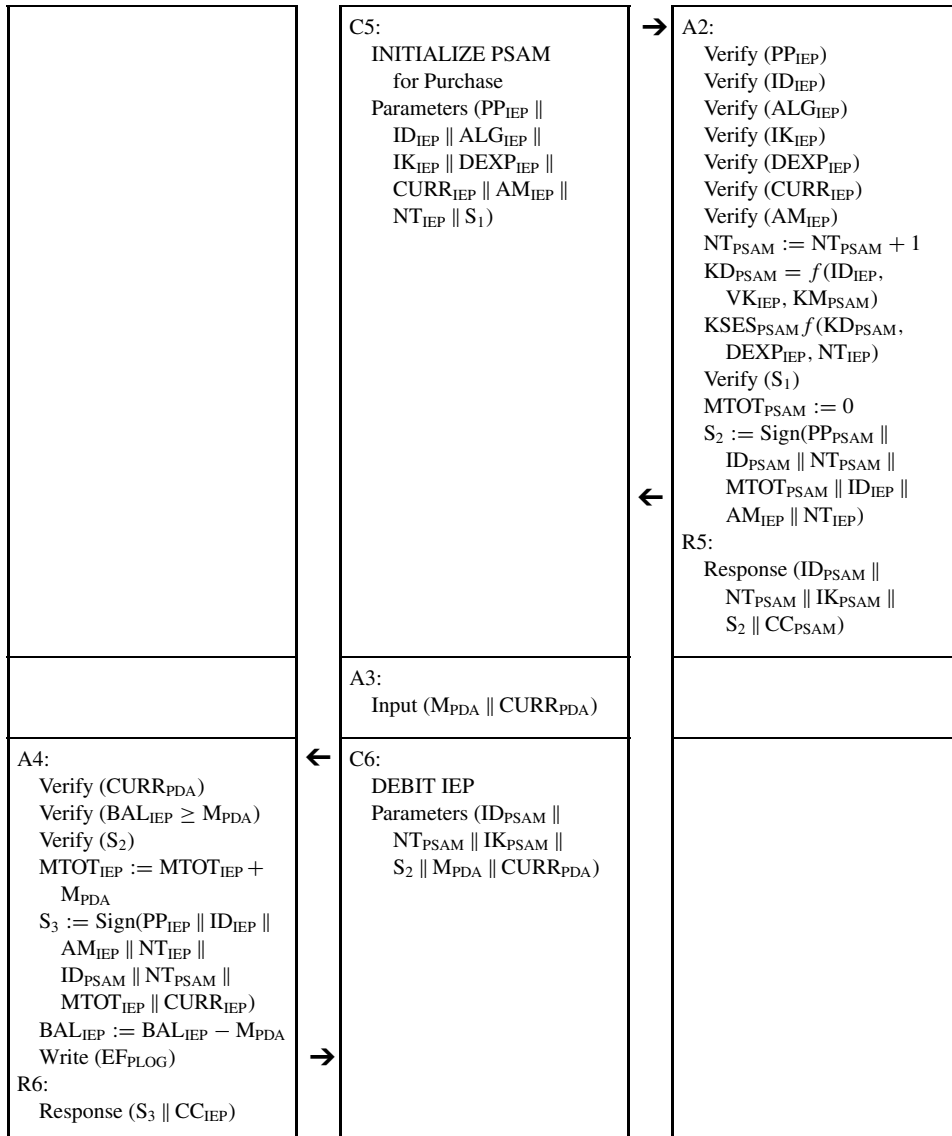 C5:
INITIALIZE PSAM
for Purchase
Parameters (PP_IEP ||
ID_IEP || ALG_IEP ||
IK_IEP || DEXP_IEP ||
CURR_IEP || AM_IEP ||
NT_IEP || S_1)
➔
A2:
Verify (PP_IEP)
Verify (ID_IEP)
Verify (ALG_IEP)
Verify (IK_IEP)
Verify (DEXP_IEP)
Verify (CURR_IEP)
Verify (AM_IEP)
NT_PSAM := NT_PSAM + 1
KD_PSAM = f(ID_IEP,
VK_IEP, KM_PSAM)
KSES_PSAM f(KD_PSAM,
DEXP_IEP, NT_IEP)
Verify (S_1)
MTOT_PSAM := 0
S_2 := Sign(PP_PSAM ||
ID_PSAM || NT_PSAM ||
MTOT_PSAM || ID_IEP ||
AM_IEP || NT_IEP)
R5:
Response (ID_PSAM ||
NT_PSAM || IK_PSAM ||
S_2 || CC_PSAM)
A3:
Input (M_PDA || CURR_PDA)
A4:
Verify (CURR_PDA)
Verify (BAL_IEP ≥ M_PDA)
Verify (S_2)
MTOT_IEP := MTOT_IEP +
M_PDA
S_3 := Sign(PP_IEP || ID_IEP ||
AM_IEP || NT_IEP ||
ID_PSAM || NT_PSAM ||
MTOT_IEP || CURR_IEP)
BAL_IEP := BAL_IEP − M_PDA
Write (EF_PLOG)
R6:
Response (S_3 || CC_IEP)
C6:
DEBIT IEP
Parameters (ID_PSAM ||
NT_PSAM || IK_PSAM ||
S_2 || M_PDA || CURR_PDA)